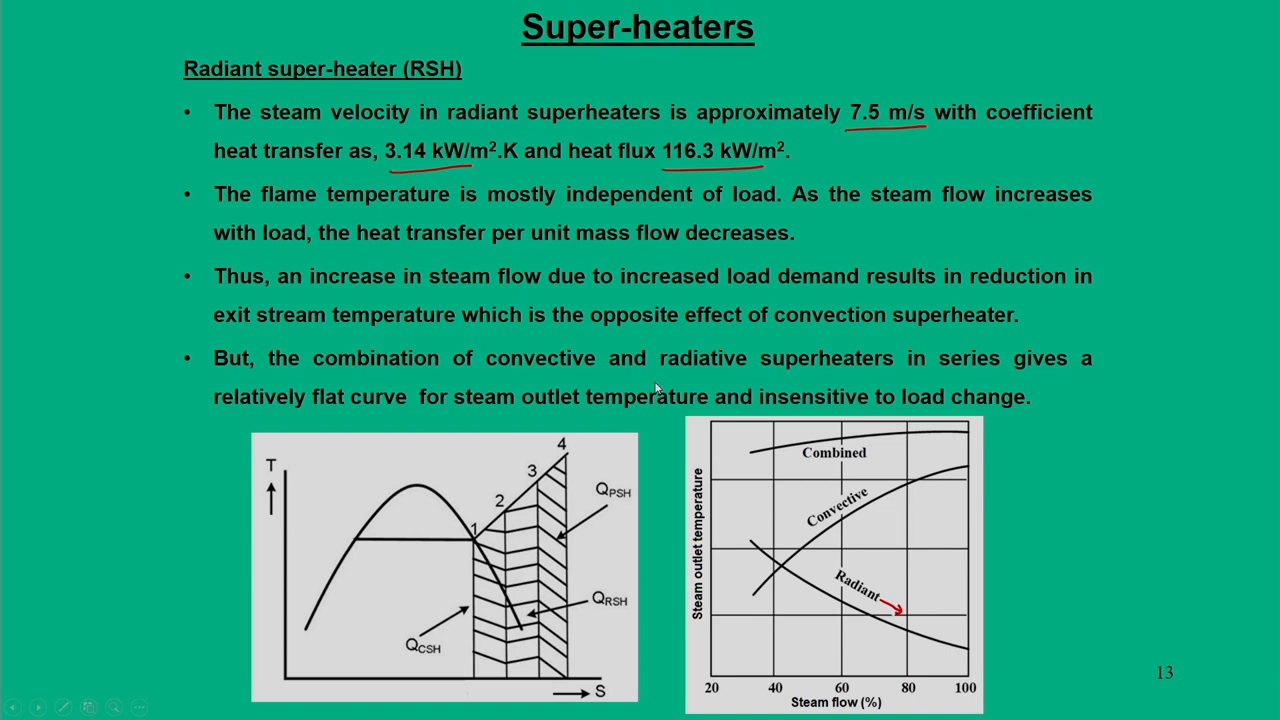 Super-heaters
Radiant super-heater (RSH)
• The steam velocity in radiant superheaters is approximately 7.5 m/s with coefficient
heat transfer as, 3.14 kW/m².K and heat flux 116.3 kW/m².
• The flame temperature is mostly independent of load. As the steam flow increases
with load, the heat transfer per unit mass flow decreases.
• Thus, an increase in steam flow due to increased load demand results in reduction in
exit stream temperature which is the opposite effect of convection superheater.
• But, the combination of convective and radiative superheaters in series gives a
relatively flat curve for steam outlet temperature and insensitive to load change.
T
1
2
3
4
QPSH
QRSH
QCSH
S
Steam outlet temperature
Combined
Convective
Radiant
20 40 60 80 100
Steam flow (%)
13